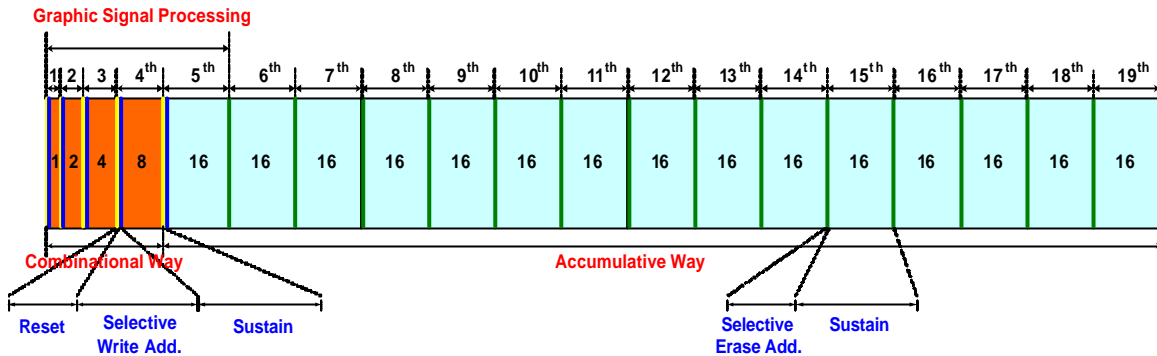 Graphic Signal Processing
1 2 3 4th 5th 6th 7th 8th 9th 10th 11th 12th 13th 14th 15th 16th 17th 18th 19th
1 2 4 8 16 16 16 16 16 16 16 16 16 16 16 16 16 16 16
Combinational Way Accumulative Way
Reset Selective Write Add. Sustain Selective Erase Add. Sustain